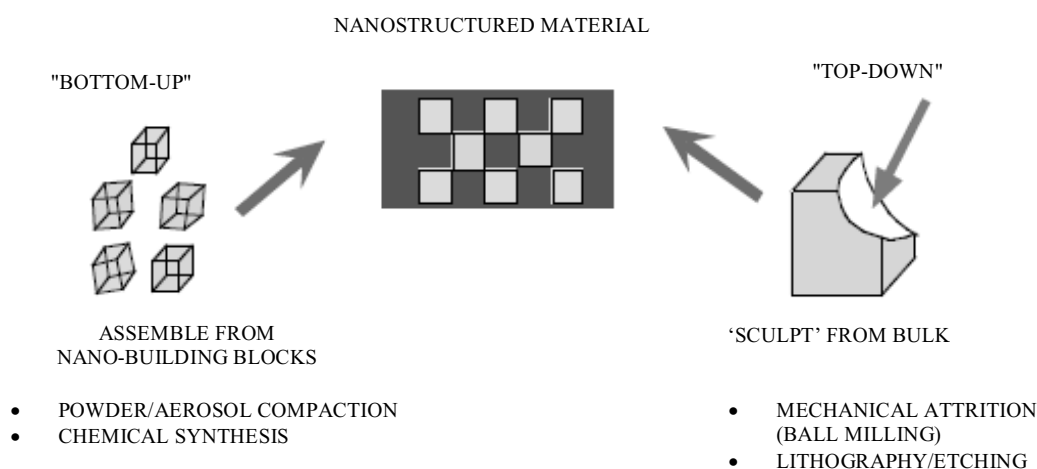 NANOSTRUCTURED MATERIAL
"BOTTOM-UP"
"TOP-DOWN"
ASSEMBLE FROM
NANO-BUILDING BLOCKS
‘SCULPT’ FROM BULK
• POWDER/AEROSOL COMPACTION
• CHEMICAL SYNTHESIS
• MECHANICAL ATTRITION
(BALL MILLING)
• LITHOGRAPHY/ETCHING